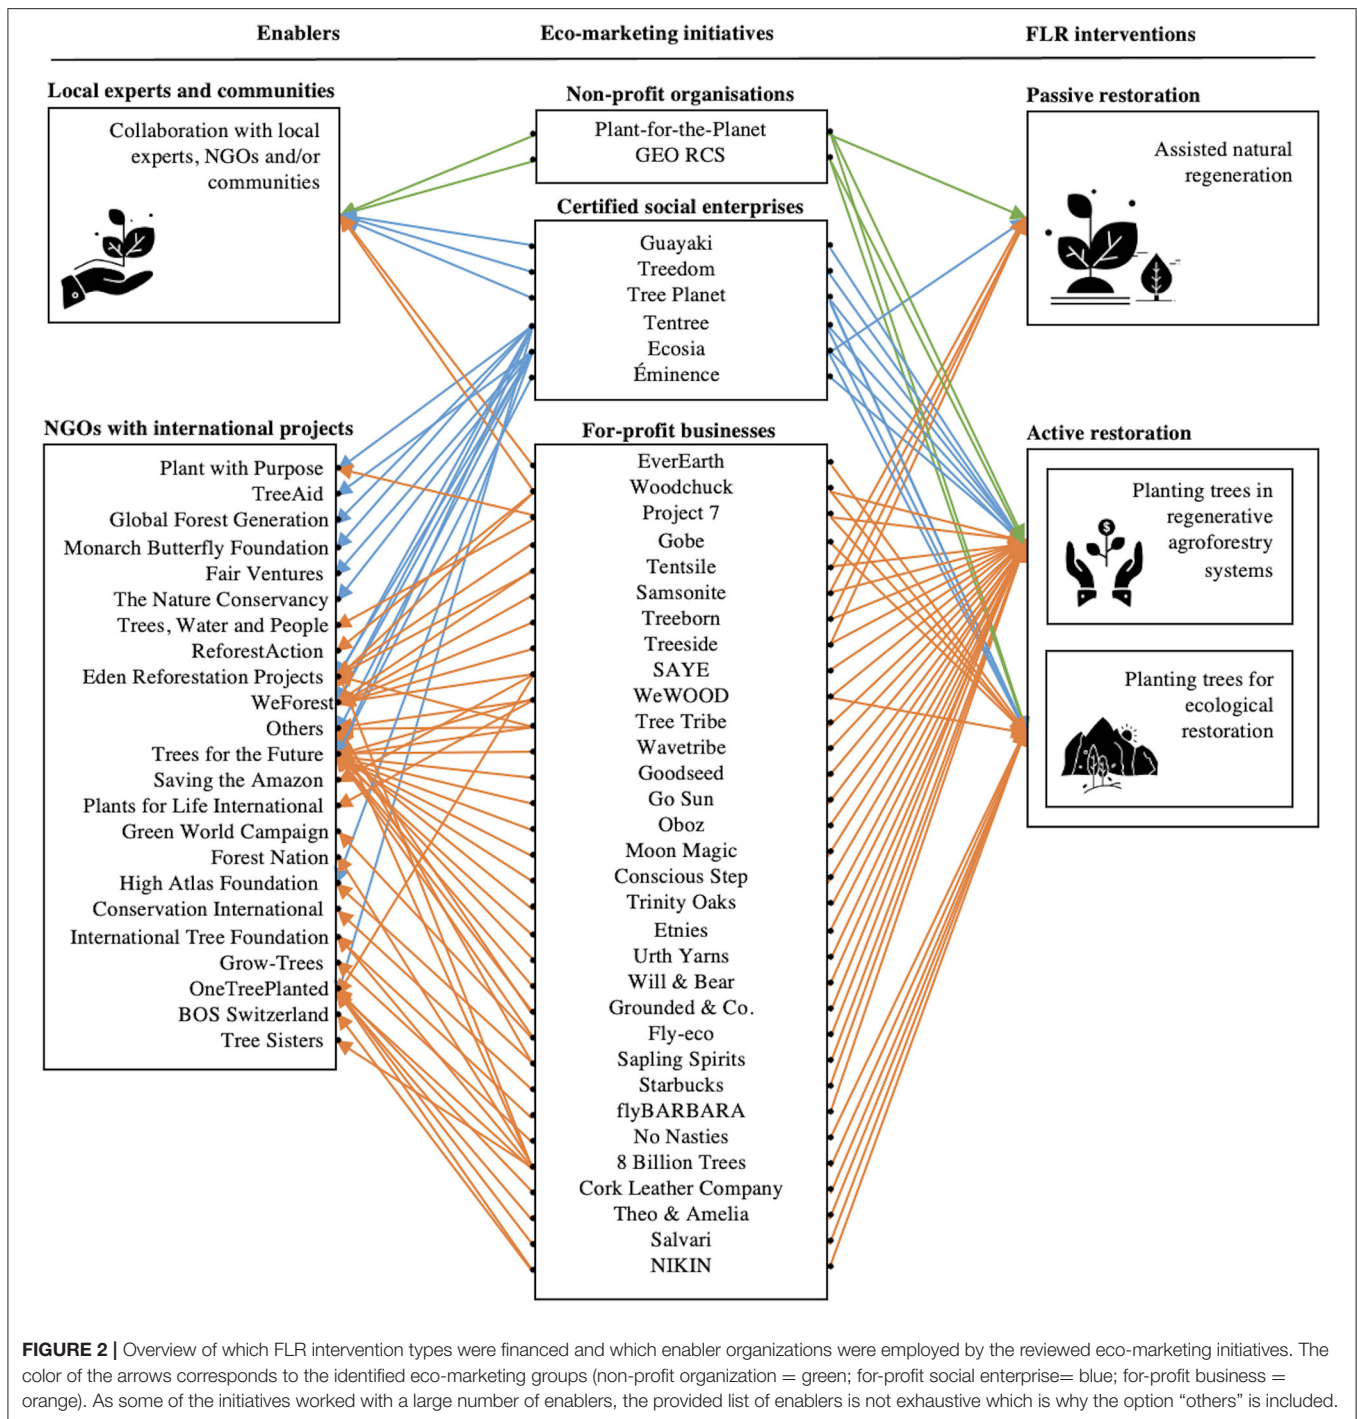 Enablers
Eco-marketing initiatives
FLR interventions
Local experts and communities
Collaboration with local
experts, NGOs and/or
communities
NGOs with international projects
Plant with Purpose
TreeAid
Global Forest Generation
Monarch Butterfly Foundation
Fair Ventures
The Nature Conservancy
Trees, Water and People
ReforestAction
Eden Reforestation Projects
WeForest
Others
Trees for the Future
Saving the Amazon
Plants for Life International
Green World Campaign
Forest Nation
High Atlas Foundation
Conservation International
International Tree Foundation
Grow-Trees
OneTreePlanted
BOS Switzerland
Tree Sisters
Non-profit organisations
Plant-for-the-Planet
GEO RCS
Certified social enterprises
Guayaki
Treedom
Tree Planet
Tentree
Ecosia
Éminence
For-profit businesses
EverEarth
Woodchuck
Project 7
Gobe
Tentsile
Samsonite
Treeborn
Treeside
SAYE
WeWOOD
Tree Tribe
Wavetribe
Goodseed
Go Sun
Oboz
Moon Magic
Conscious Step
Trinity Oaks
Etnies
Urth Yarns
Will & Bear
Grounded & Co.
Fly-eco
Sapling Spirits
Starbucks
flyBARBARA
No Nasties
8 Billion Trees
Cork Leather Company
Theo & Amelia
Salvari
NIKIN
Passive restoration
Assisted natural
regeneration
Active restoration
$
Planting trees in
regenerative
agroforestry
systems
Planting trees for
ecological
restoration
FIGURE 2 | Overview of which FLR intervention types were financed and which enabler organizations were employed by the reviewed eco-marketing initiatives. The
color of the arrows corresponds to the identified eco-marketing groups (non-profit organization = green; for-profit social enterprise= blue; for-profit business =
orange). As some of the initiatives worked with a large number of enablers, the provided list of enablers is not exhaustive which is why the option “others” is included.